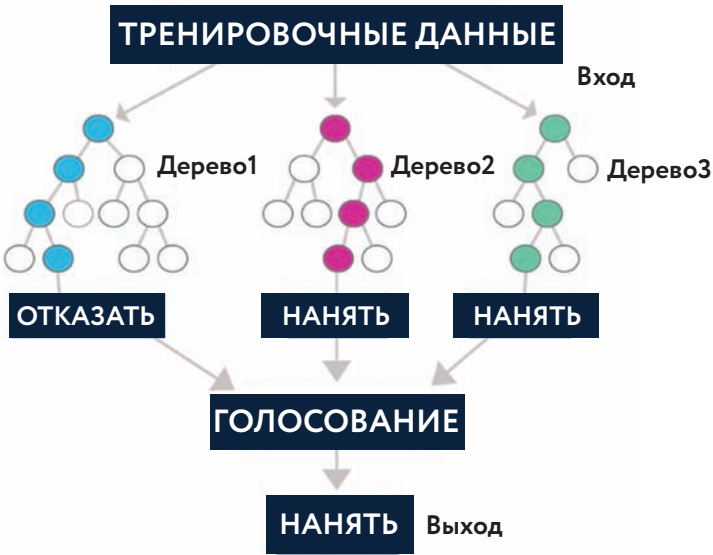 ТРЕНИРОВОЧНЫЕ ДАННЫЕ
Вход
Дерево1
Дерево2
Дерево3
ОТКАЗАТЬ
НАНЯТЬ
НАНЯТЬ
ГОЛОСОВАНИЕ
НАНЯТЬ
Выход